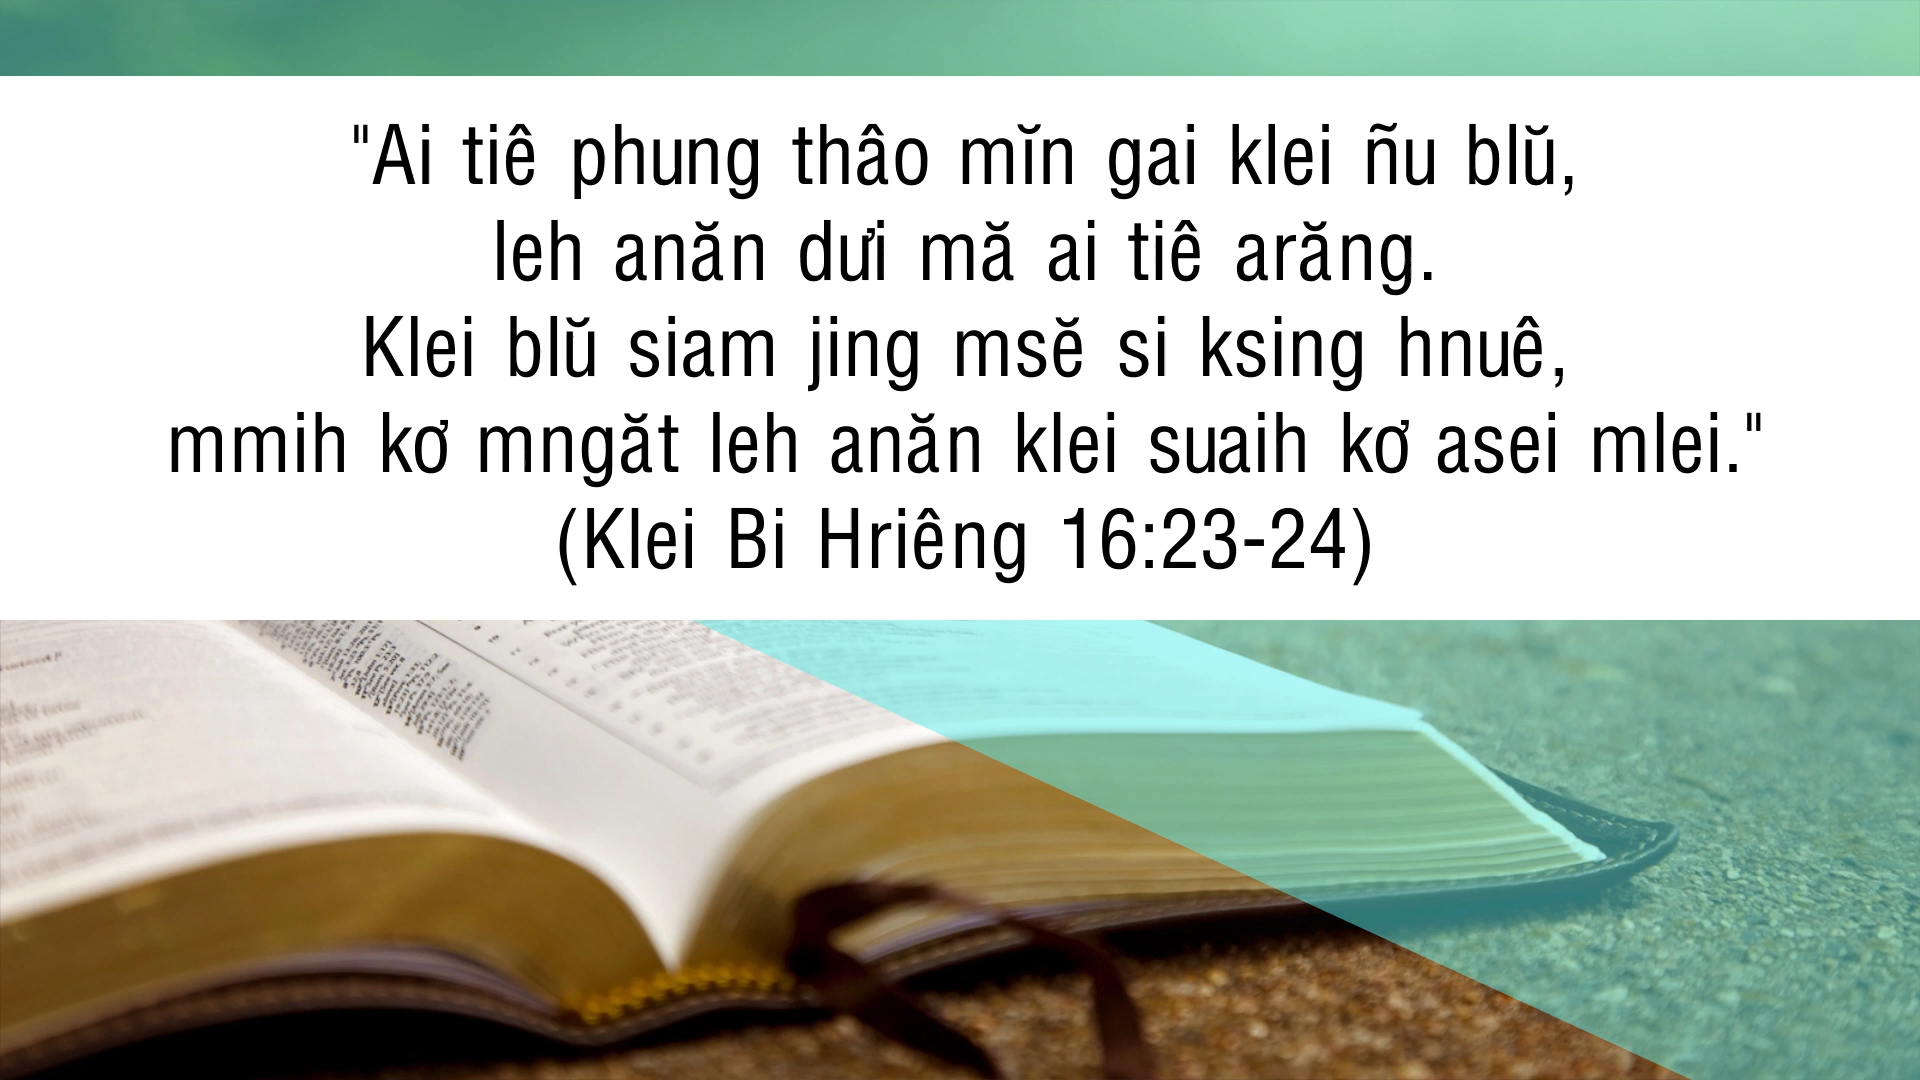 "Ai tiê phung thâo mĭn gai klei ñu blŭ,
leh anăn dưi mă ai tiê arăng.
Klei blŭ siam jing msĕ si ksing hnuê,
mmih kơ mngăt leh anăn klei suaih kơ asei mlei."
(Klei Bi Hriêng 16:23-24)